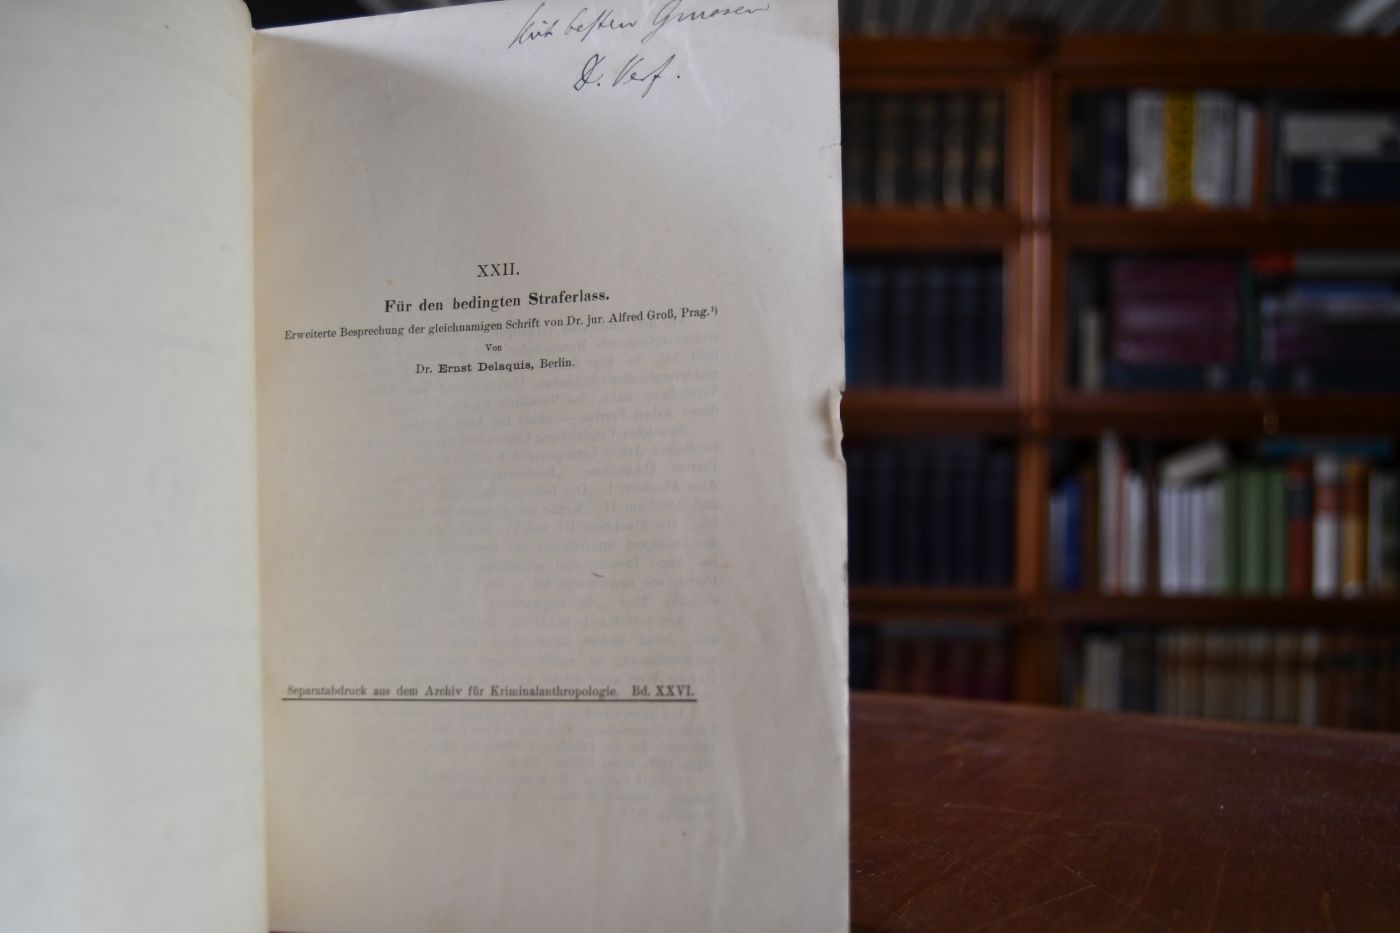 Mit besten Grüssen
D. Verf.
XXII.
Für den bedingten Straferlass.
Erweiterte Besprechung der gleichnamigen Schrift von Dr. jur. Alfred Groß, Prag.¹)
Von
Dr. Ernst Delaquis, Berlin.
Separatabdruck aus dem Archiv für Kriminalanthropologie. Bd. XXVI.